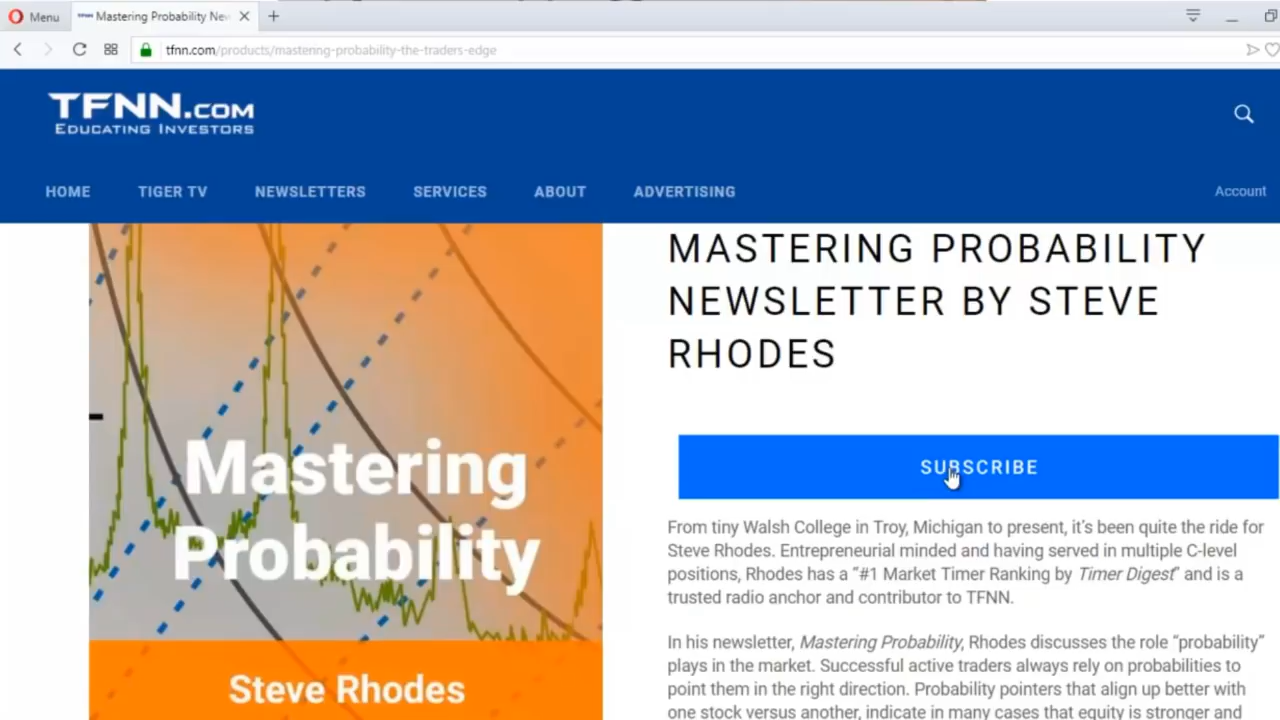 Menu
Mastering Probability New
tfnn.com/products/mastering-probability-the-traders-edge
TFNN.COM
EDUCATING INVESTORS
HOME TIGER TV NEWSLETTERS SERVICES ABOUT ADVERTISING Account
MASTERING PROBABILITY
NEWSLETTER BY STEVE
RHODES
Mastering
Probability
Steve Rhodes
SUBSCRIBE
From tiny Walsh College in Troy, Michigan to present, it's been quite the ride for
Steve Rhodes. Entrepreneurial minded and having served in multiple C-level
positions, Rhodes has a "#1 Market Timer Ranking by Timer Digest" and is a
trusted radio anchor and contributor to TFNN.
In his newsletter, Mastering Probability, Rhodes discusses the role "probability"
plays in the market. Successful active traders always rely on probabilities to
point them in the right direction. Probability pointers that align up better with
one stock versus another, indicate in many cases that equity is stronger and